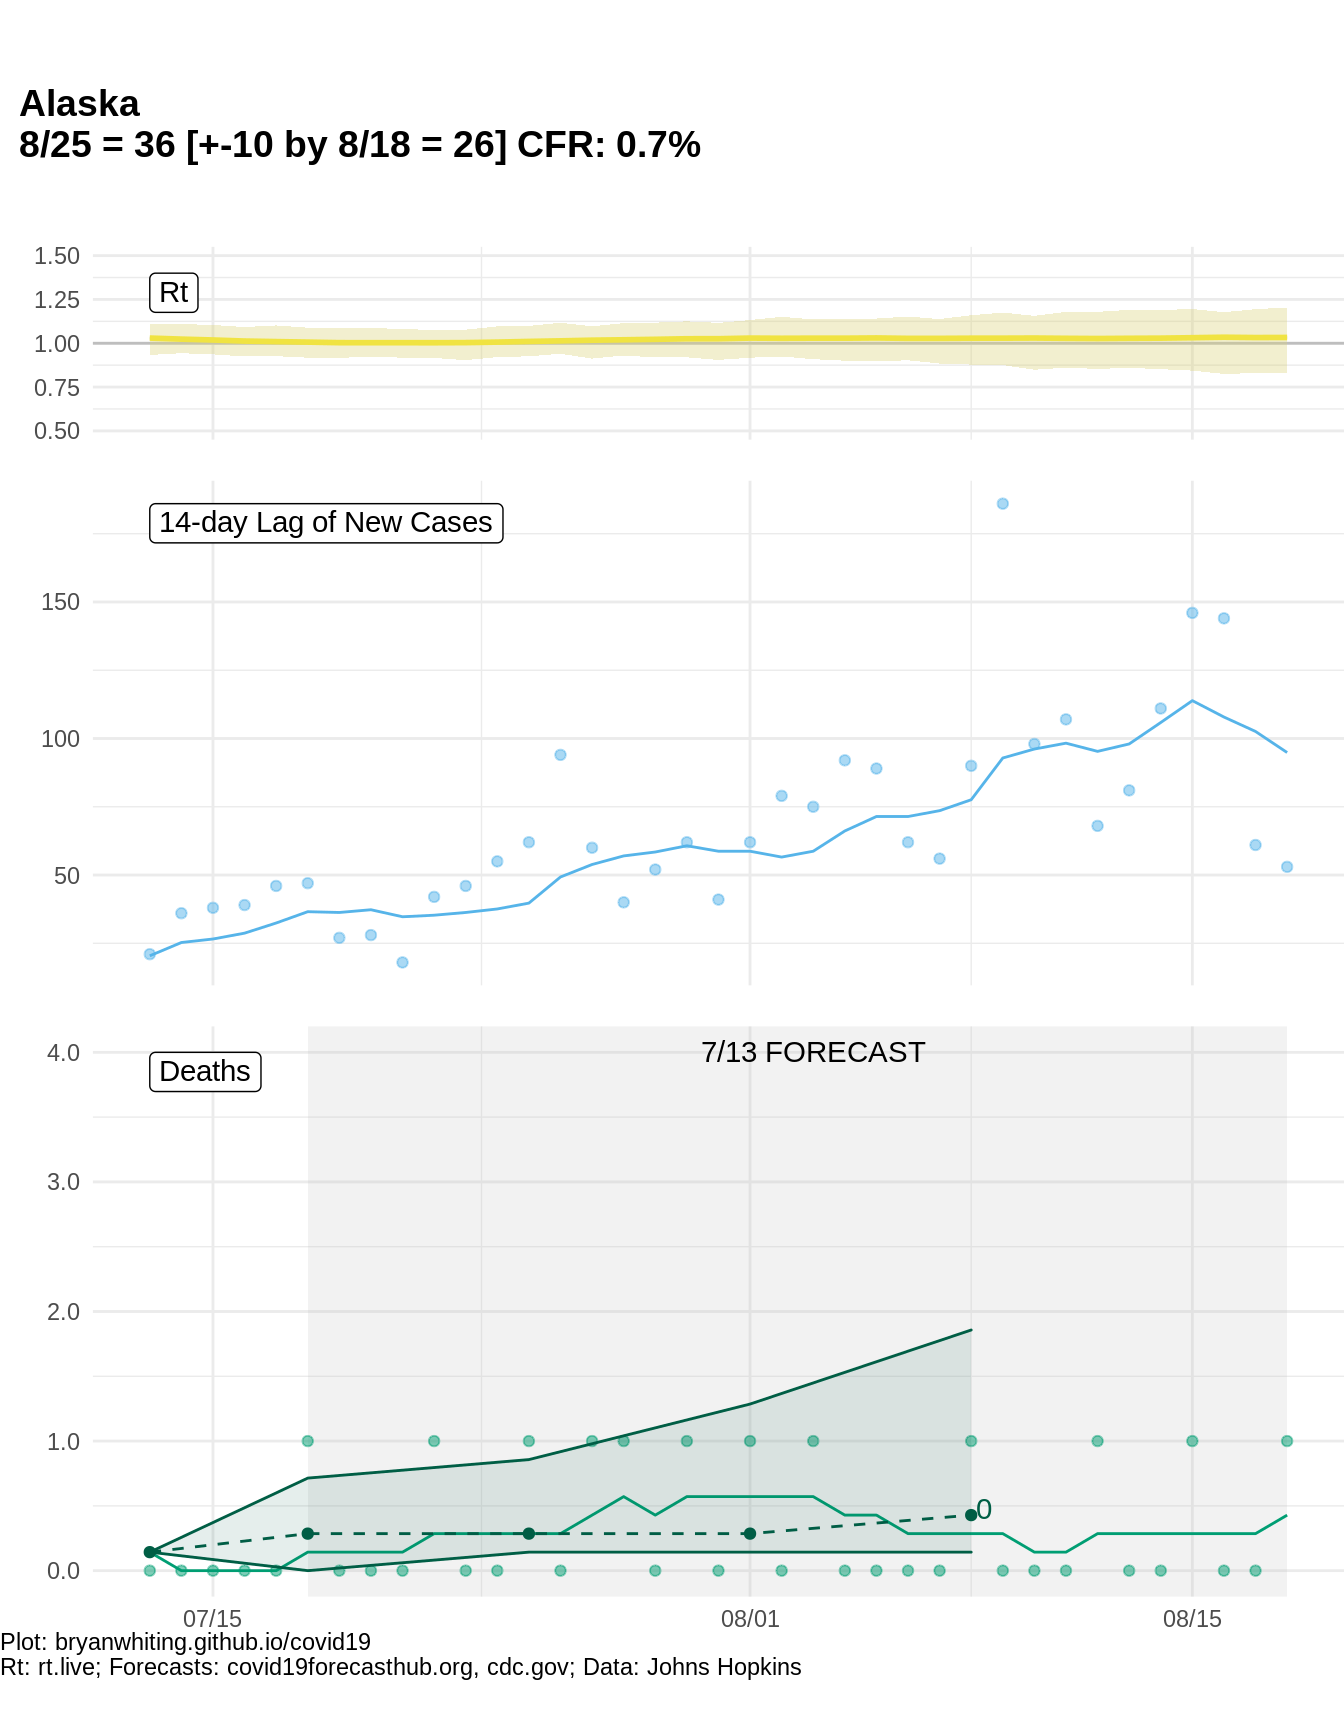 Alaska
8/25 = 36 [+-10 by 8/18 = 26] CFR: 0.7%
1.50
Rt
1.25
1.00
0.75
0.50
14-day Lag of New Cases
150
100
50
4.0
7/13 FORECAST
Deaths
3.0
2.0
1.0
0
0.0
07/15
08/01
08/15
Plot: bryanwhiting.github.io/covid19
Rt: rt.live; Forecasts: covid19forecasthub.org, cdc.gov; Data: Johns Hopkins